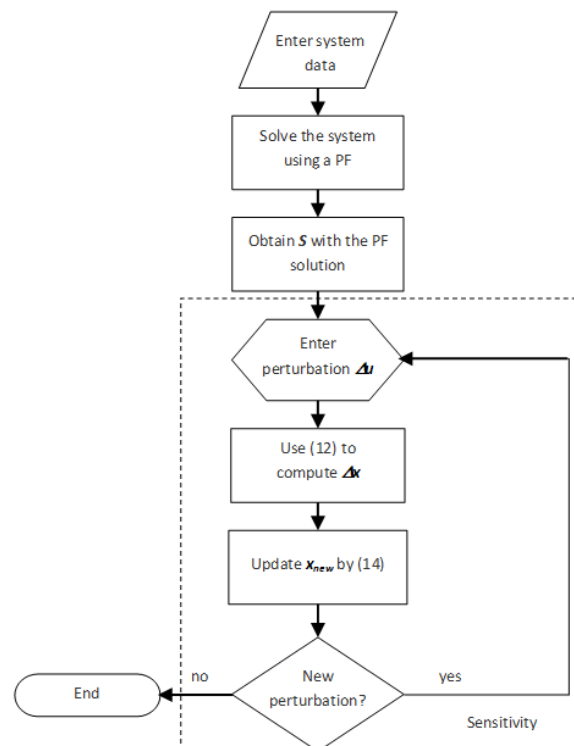 Enter system
data
Solve the system
using a PF
Obtain S with the PF
solution
Enter
perturbation Δu
Use (12) to
compute Δx
Update xnew by (14)
New
perturbation?
no
yes
End
Sensitivity